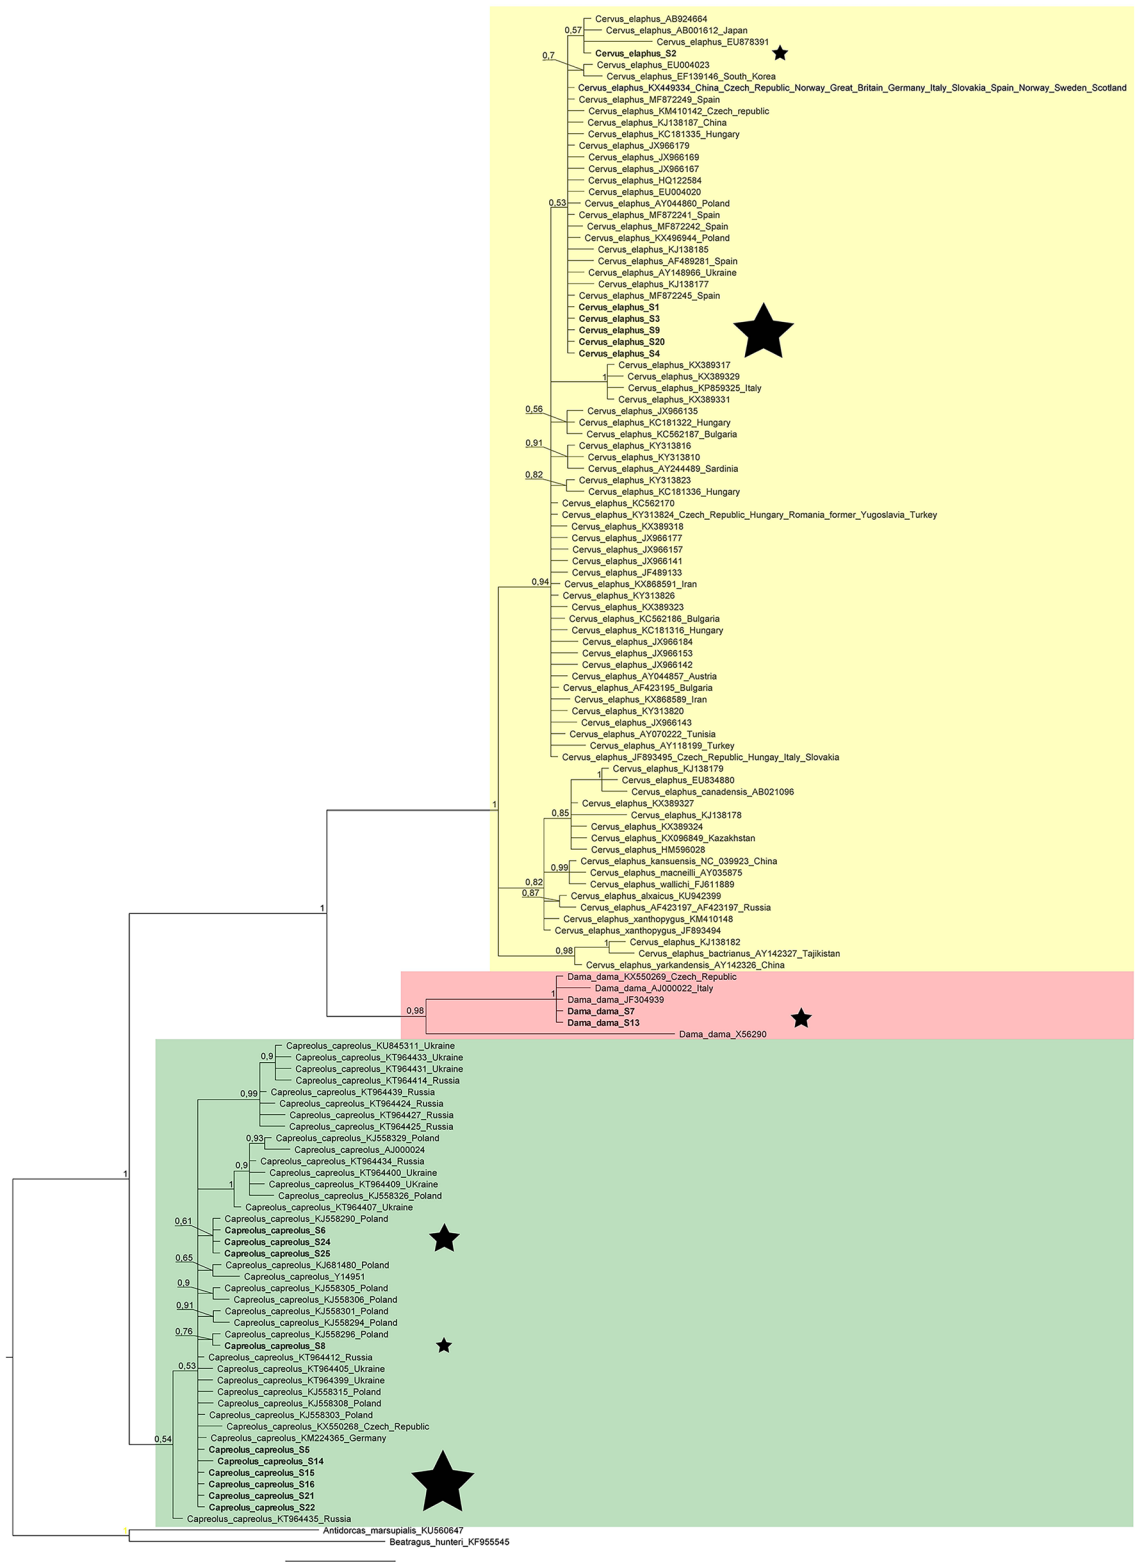 Cervus_elaphus_AB924664
0,57
Cervus_elaphus_AB001612_Japan
Cervus_elaphus_EU878391
Cervus_elaphus_S2
0,7
Cervus_elaphus_EU004023
Cervus_elaphus_EF139146_South_Korea
Cervus_elaphus_KX449334_China_Czech_Republic_Norway_Great_Britain_Germany_Italy_Slovakia_Spain_Norway_Sweden_Scotland
Cervus_elaphus_MF872249_Spain
Cervus_elaphus_KM410142_Czech_republic
Cervus_elaphus_KJ138187_China
Cervus_elaphus_KC181335_Hungary
Cervus_elaphus_JX966179
Cervus_elaphus_JX966169
Cervus_elaphus_JX966167
Cervus_elaphus_HQ122584
Cervus_elaphus_EU004020
0,53
Cervus_elaphus_AY044860_Poland
Cervus_elaphus_MF872241_Spain
Cervus_elaphus_MF872242_Spain
Cervus_elaphus_KX496944_Poland
Cervus_elaphus_KJ138185
Cervus_elaphus_AF489281_Spain
Cervus_elaphus_AY148966_Ukraine
Cervus_elaphus_KJ138177
Cervus_elaphus_MF872245_Spain
Cervus_elaphus_S1
Cervus_elaphus_S3
Cervus_elaphus_S9
Cervus_elaphus_S20
Cervus_elaphus_S4
Cervus_elaphus_KX389317
1
Cervus_elaphus_KX389329
Cervus_elaphus_KP859325_Italy
Cervus_elaphus_KX389331
0,56
Cervus_elaphus_JX966135
Cervus_elaphus_KC181322_Hungary
Cervus_elaphus_KC562187_Bulgaria
0,91
Cervus_elaphus_KY313816
Cervus_elaphus_KY313810
Cervus_elaphus_AY244489_Sardinia
0,82
Cervus_elaphus_KY313823
Cervus_elaphus_KC181336_Hungary
Cervus_elaphus_KC562170
Cervus_elaphus_KY313824_Czech_Republic_Hungary_Romania_former_Yugoslavia_Turkey
Cervus_elaphus_KX389318
Cervus_elaphus_JX966177
Cervus_elaphus_JX966157
Cervus_elaphus_JX966141
Cervus_elaphus_JF489133
0,94
Cervus_elaphus_KX868591_Iran
Cervus_elaphus_KY313826
Cervus_elaphus_KX389323
Cervus_elaphus_KC562186_Bulgaria
Cervus_elaphus_KC181316_Hungary
Cervus_elaphus_JX966184
Cervus_elaphus_JX966153
Cervus_elaphus_JX966142
Cervus_elaphus_AY044857_Austria
Cervus_elaphus_AF423195_Bulgaria
Cervus_elaphus_KX868589_Iran
Cervus_elaphus_KY313820
Cervus_elaphus_JX966143
Cervus_elaphus_AY070222_Tunisia
Cervus_elaphus_AY118199_Turkey
Cervus_elaphus_JF893495_Czech_Republic_Hungay_Italy_Slovakia
Cervus_elaphus_KJ138179
1
Cervus_elaphus_EU834880
Cervus_elaphus_canadensis_AB021096
Cervus_elaphus_KX389327
1
0,85
Cervus_elaphus_KJ138178
Cervus_elaphus_KX389324
Cervus_elaphus_KX096849_Kazakhstan
Cervus_elaphus_HM596028
Cervus_elaphus_kansuensis_NC_039923_China
0,99
Cervus_elaphus_macneilli_AY035875
0,82
Cervus_elaphus_wallichi_FJ611889
0,87
Cervus_elaphus_alxaicus_KU942399
Cervus_elaphus_AF423197_AF423197_Russia
1
Cervus_elaphus_xanthopygus_KM410148
Cervus_elaphus_xanthopygus_JF893494
1
Cervus_elaphus_KJ138182
0,98
Cervus_elaphus_bactrianus_AY142327_Tajikistan
Cervus_elaphus_yarkandensis_AY142326_China
Dama_dama_KX550269_Czech_Republic
Dama_dama_AJ000022_Italy
1
Dama_dama_JF304939
0,98
Dama_dama_S7
Dama_dama_S13
Dama_dama_X56290
Capreolus_capreolus_KU845311_Ukraine
0,9
Capreolus_capreolus_KT964433_Ukraine
Capreolus_capreolus_KT964431_Ukraine
Capreolus_capreolus_KT964414_Russia
0,99
Capreolus_capreolus_KT964439_Russia
Capreolus_capreolus_KT964424_Russia
Capreolus_capreolus_KT964427_Russia
Capreolus_capreolus_KT964425_Russia
0,93
Capreolus_capreolus_KJ558329_Poland
Capreolus_capreolus_AJ000024
0,9
Capreolus_capreolus_KT964434_Russia
1
Capreolus_capreolus_KT964400_Ukraine
1
Capreolus_capreolus_KT964409_UKraine
Capreolus_capreolus_KJ558326_Poland
Capreolus_capreolus_KT964407_Ukraine
0,61
Capreolus_capreolus_KJ558290_Poland
Capreolus_capreolus_S6
Capreolus_capreolus_S24
Capreolus_capreolus_S25
0,65
Capreolus_capreolus_KJ681480_Poland
Capreolus_capreolus_Y14951
0,9
Capreolus_capreolus_KJ558305_Poland
Capreolus_capreolus_KJ558306_Poland
0,91
Capreolus_capreolus_KJ558301_Poland
Capreolus_capreolus_KJ558294_Poland
0,76
Capreolus_capreolus_KJ558296_Poland
Capreolus_capreolus_S8
Capreolus_capreolus_KT964412_Russia
0,53
Capreolus_capreolus_KT964405_Ukraine
Capreolus_capreolus_KT964399_Ukraine
Capreolus_capreolus_KJ558315_Poland
Capreolus_capreolus_KJ558308_Poland
Capreolus_capreolus_KJ558303_Poland
Capreolus_capreolus_KX550268_Czech_Republic
0,54
Capreolus_capreolus_KM224365_Germany
Capreolus_capreolus_S5
Capreolus_capreolus_S14
Capreolus_capreolus_S15
Capreolus_capreolus_S16
Capreolus_capreolus_S21
Capreolus_capreolus_S22
Capreolus_capreolus_KT964435_Russia
1
Antidorcas_marsupialis_KU560647
Beatragus_hunteri_KF955545